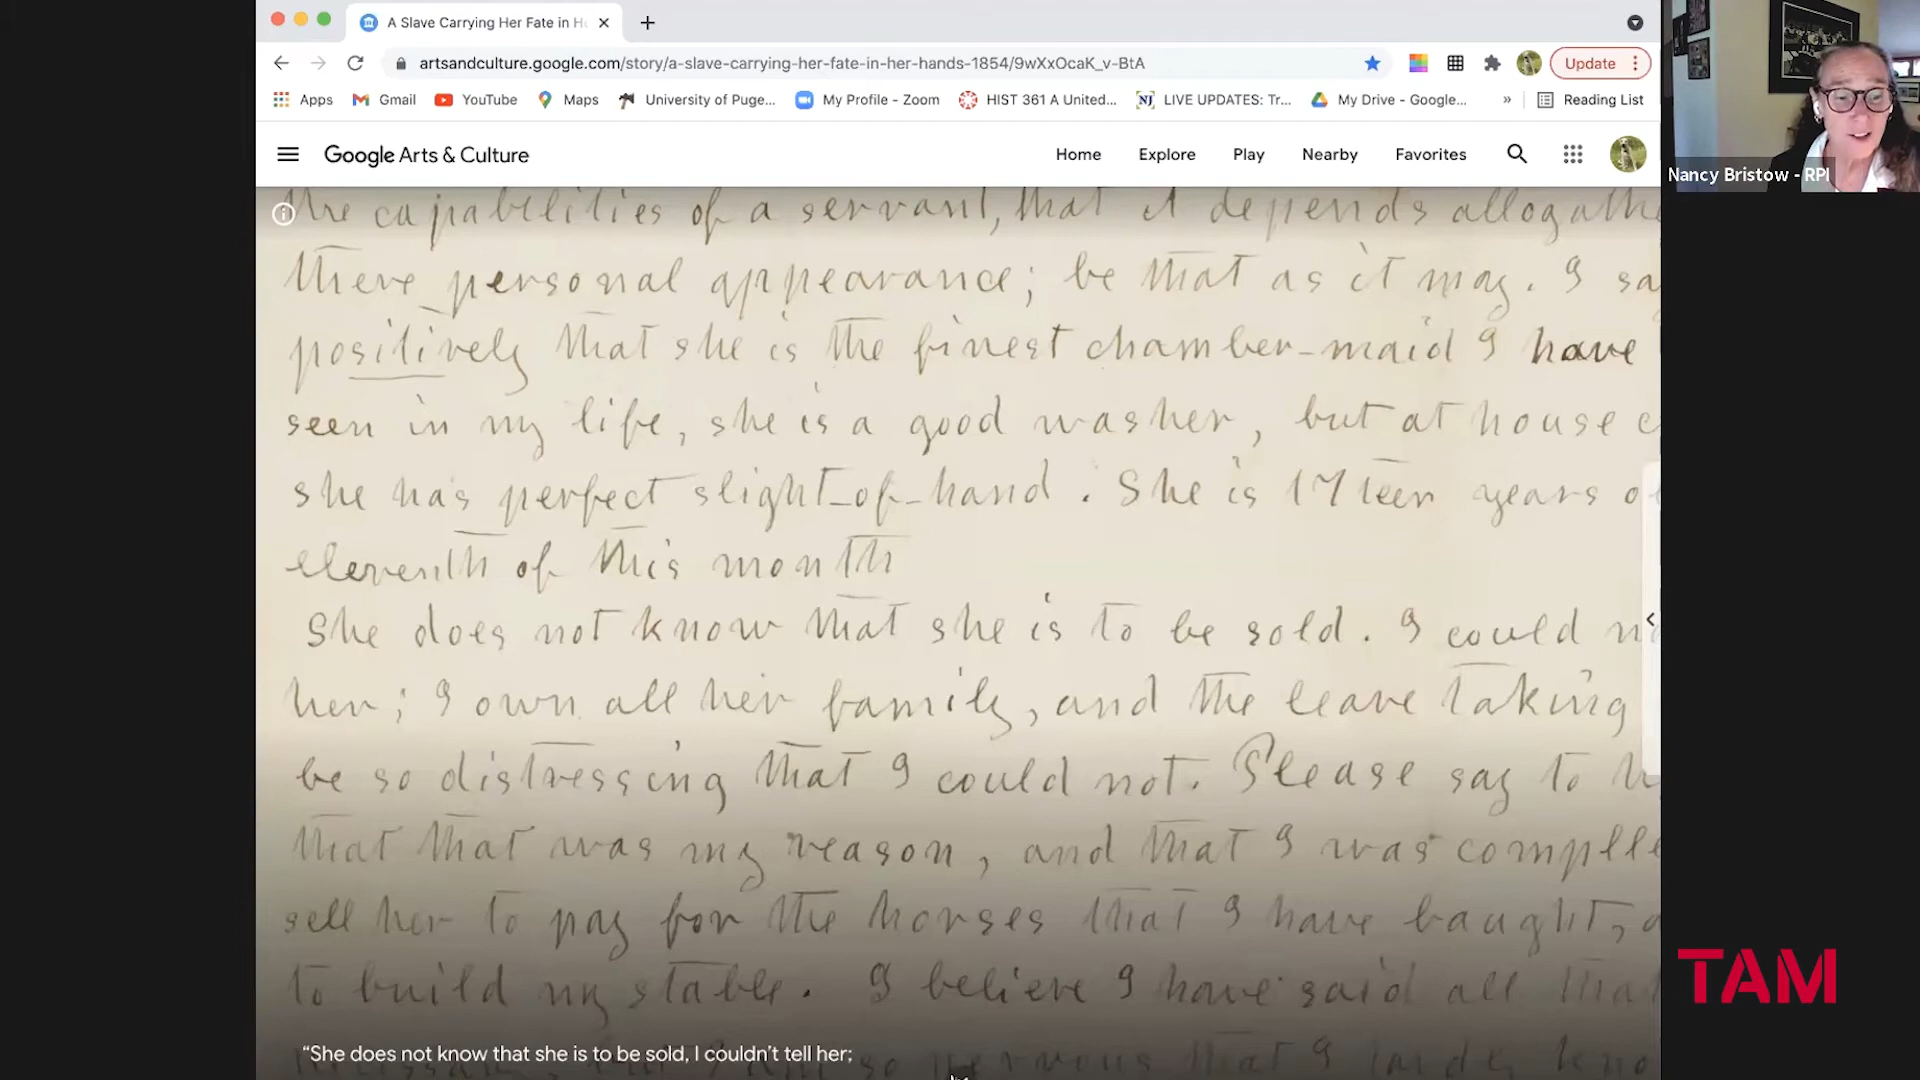 A Slave Carrying Her Fate in H
artsandculture.google.com/story/a-slave-carrying-her-fate-in-her-hands-1854/9wXxOcaK_v-BtA
Update
Apps Gmail YouTube Maps University of Puge... My Profile - Zoom HIST 361 A United... LIVE UPDATES: Tr... My Drive - Google... » Reading List
Google Arts & Culture Home Explore Play Nearby Favorites
Nancy Bristow - RPI
the capabilities of a servant, that it depends allogathe
there personal appearance; be that as it may. I sa
positively that she is the finest chamber-maid I have
seen in my life, she is a good washer, but at house c
she has perfect slight-of-hand. She is 17teen years o
eleventh of this month
She does not know that she is to be sold. I could n
her; I own all her family, and the leave taking
be so distressing that I could not. Please say to h
that that was my reason, and that I was complle
sell her to pay for the horses that I have baught, a
to build my stable. I believe I have said all that
so nervous that I
"She does not know that she is to be sold, I couldn't tell her;
TAM